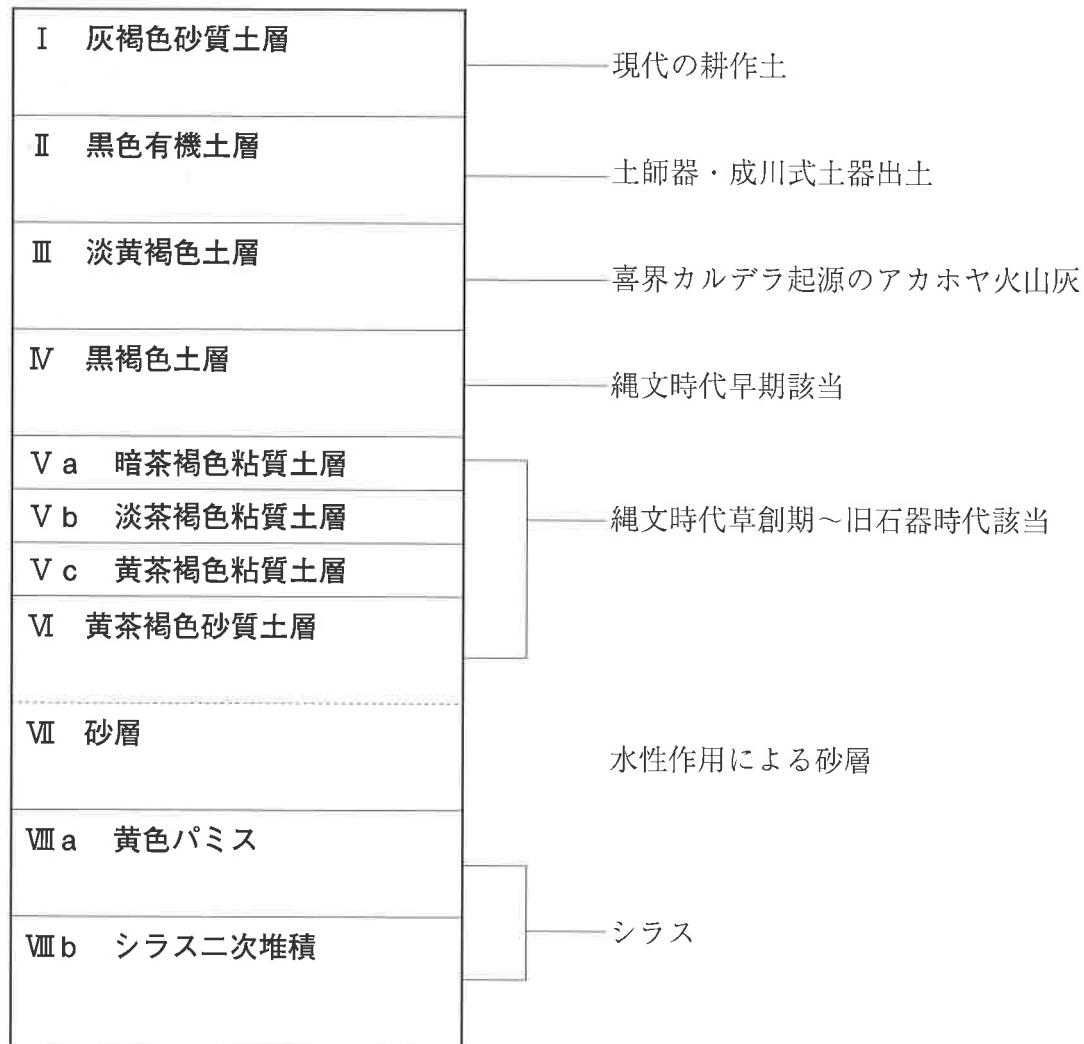 Ⅰ 灰褐色砂質土層
現代の耕作土
Ⅱ 黒色有機土層
土師器・成川式土器出土
Ⅲ 淡黄褐色土層
喜界カルデラ起源のアカホヤ火山灰
Ⅳ 黒褐色土層
縄文時代早期該当
Ⅴa 暗茶褐色粘質土層
Ⅴb 淡茶褐色粘質土層
縄文時代草創期～旧石器時代該当
Ⅴc 黄茶褐色粘質土層
Ⅵ 黄茶褐色砂質土層
Ⅶ 砂層
水性作用による砂層
Ⅷa 黄色パミス
Ⅷb シラス二次堆積
シラス